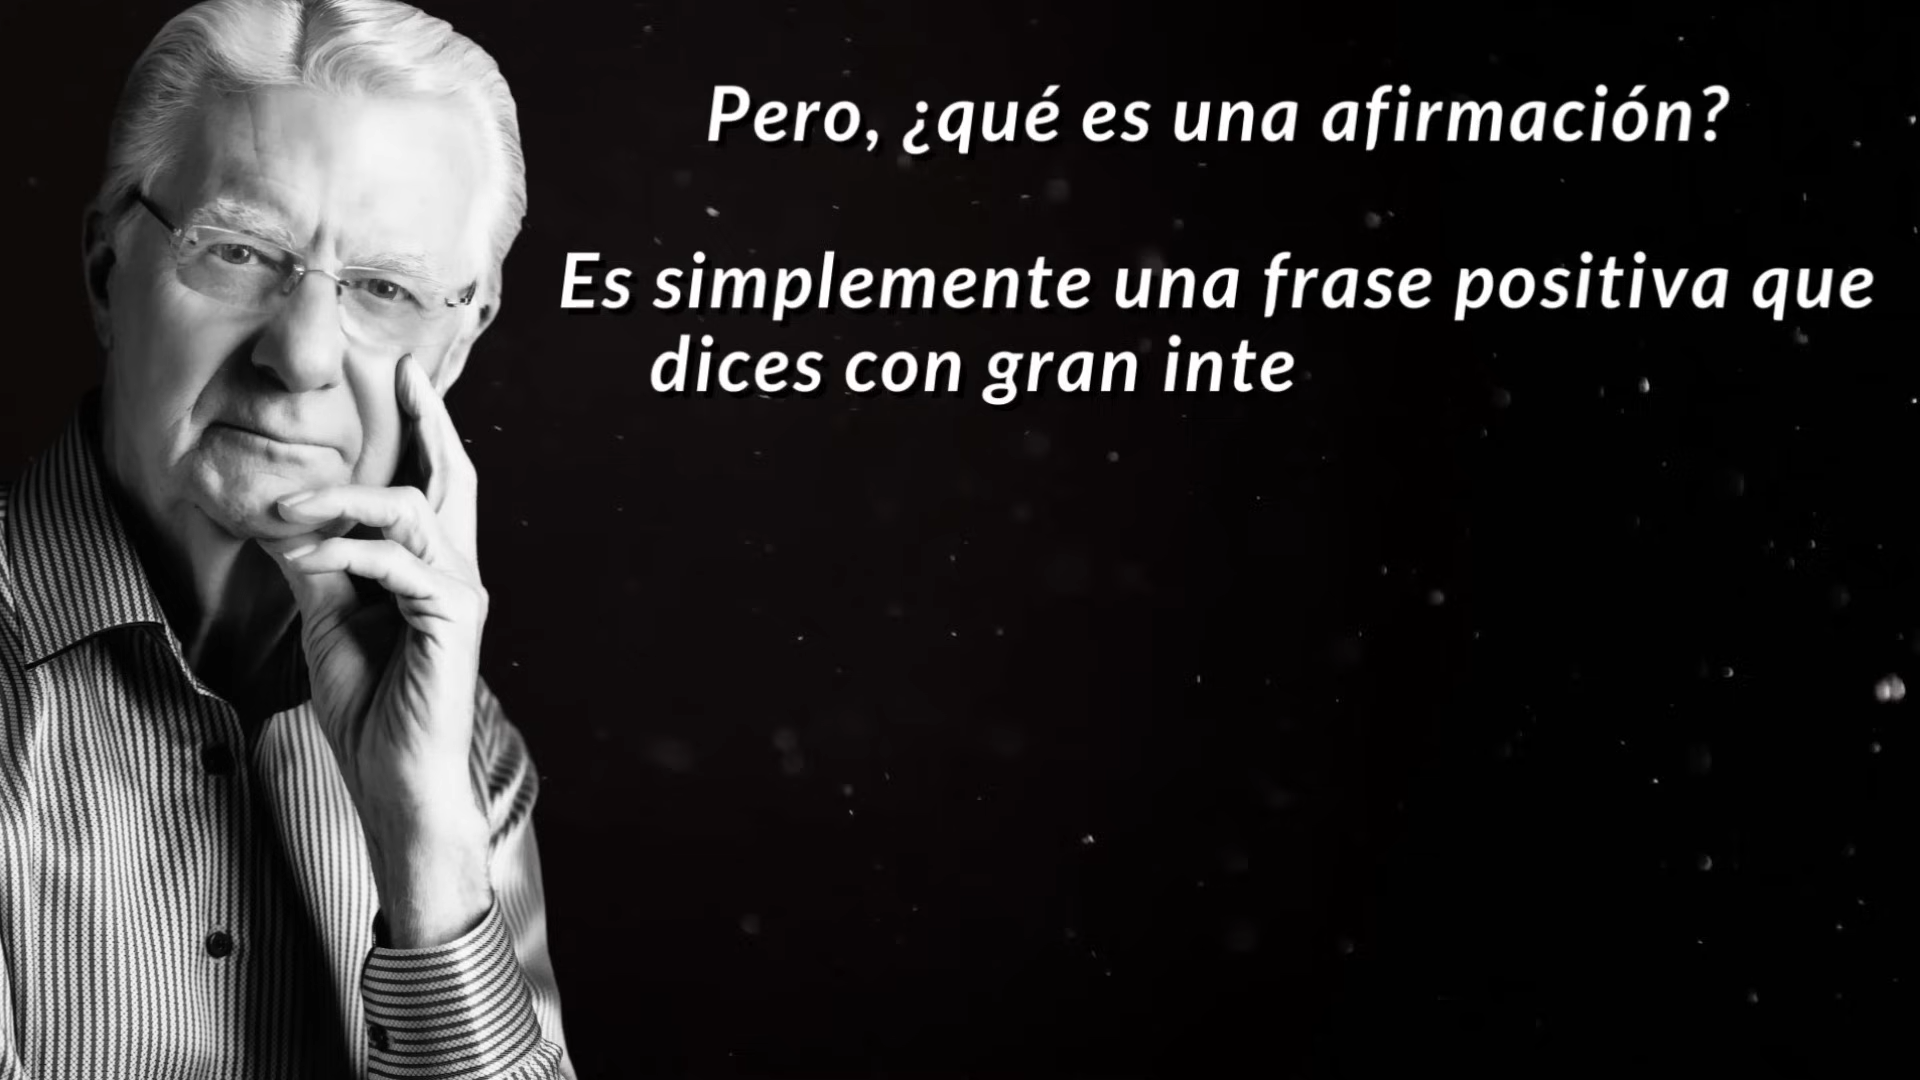 Pero, ¿qué es una afirmación?
Es simplemente una frase positiva que
dices con gran inte